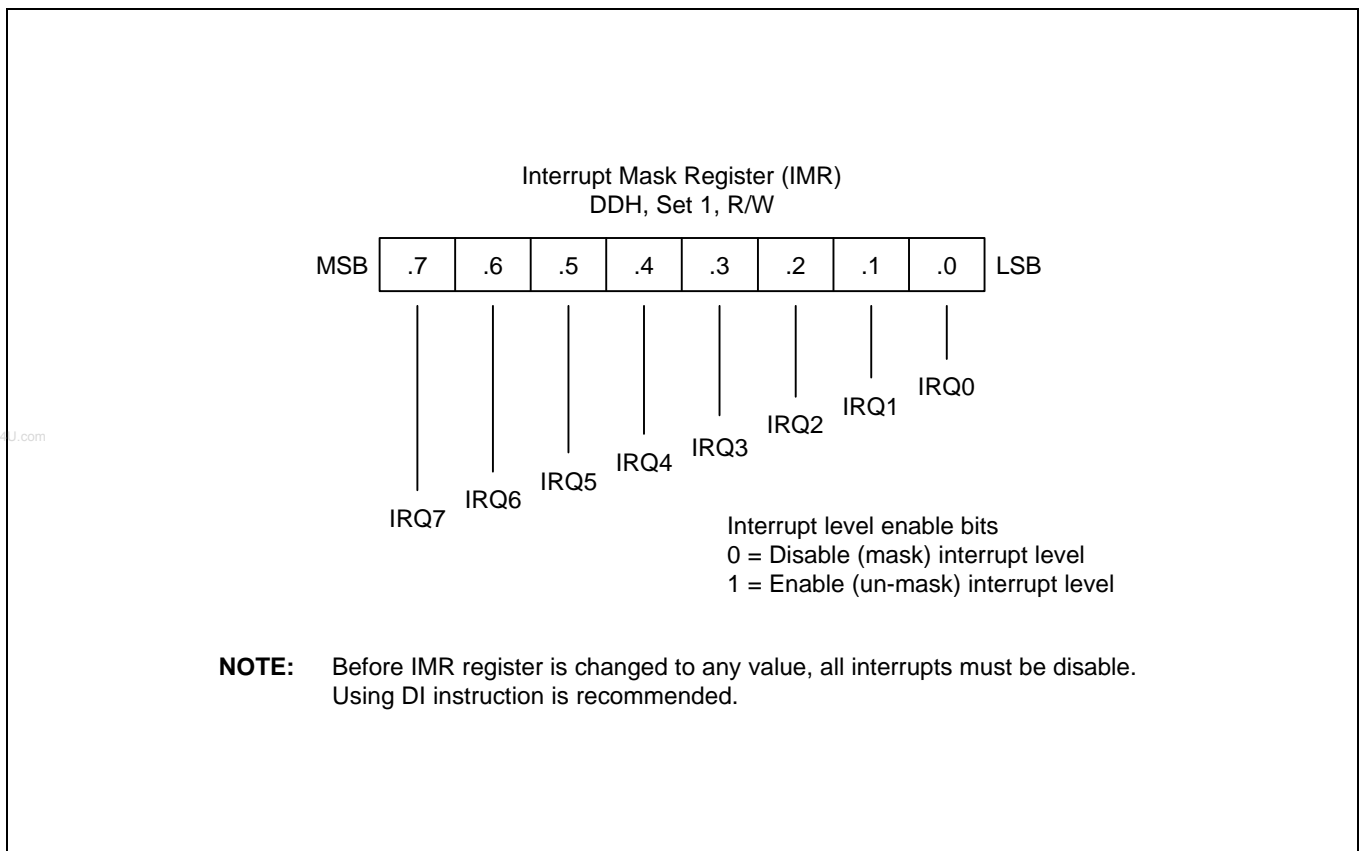 Interrupt Mask Register (IMR)
DDH, Set 1, R/W
MSB .7 .6 .5 .4 .3 .2 .1 .0 LSB
IRQ0
IRQ1
IRQ2
IRQ3
IRQ4
IRQ5
IRQ6
IRQ7
4U.com
Interrupt level enable bits
0 = Disable (mask) interrupt level
1 = Enable (un-mask) interrupt level
NOTE: Before IMR register is changed to any value, all interrupts must be disable.
Using DI instruction is recommended.